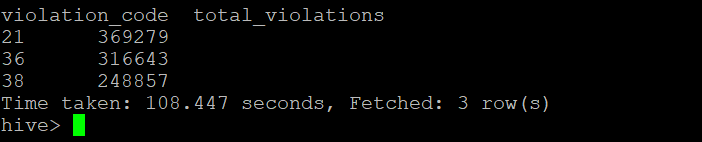 violation_code  total_violations
21      369279
36      316643
38      248857
Time taken: 108.447 seconds, Fetched: 3 row(s)
hive>